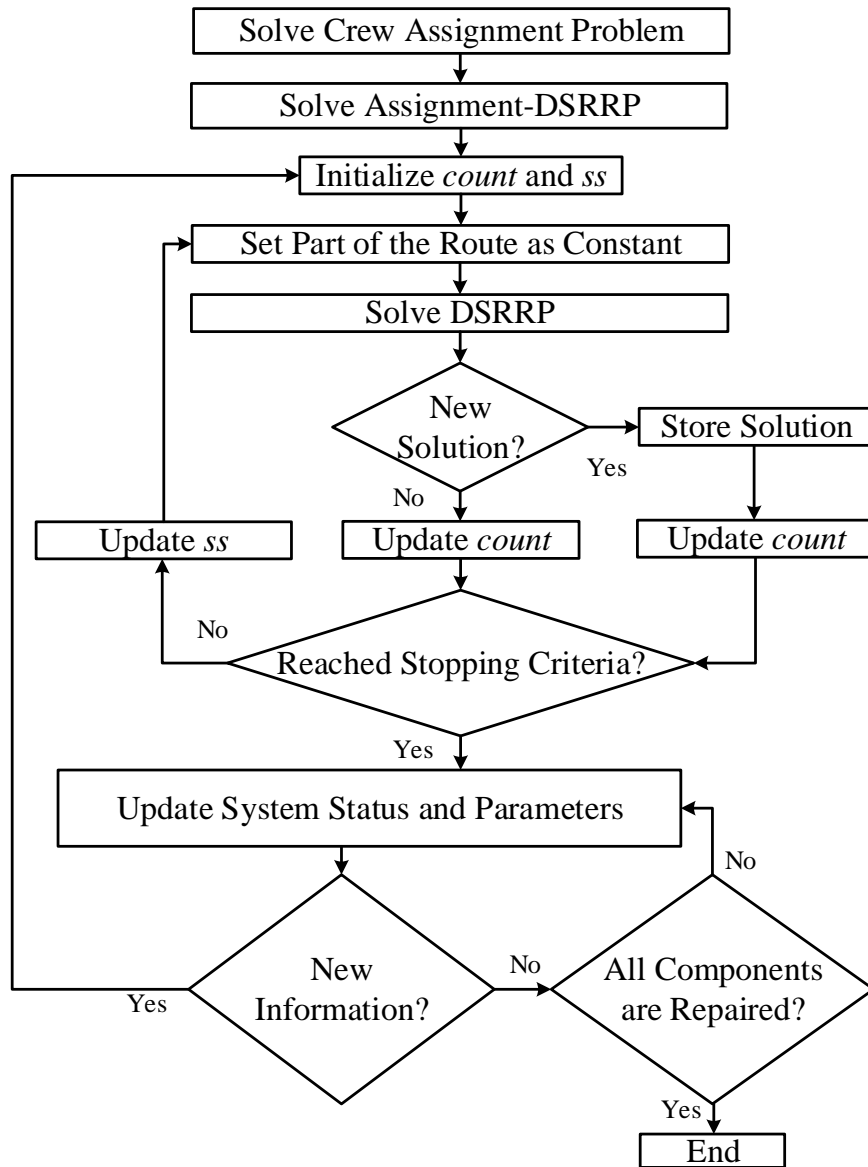 Solve Crew Assignment Problem
Solve Assignment-DSRRP
Initialize count and ss
Set Part of the Route as Constant
Solve DSRRP
New
Solution?
Yes
Store Solution
No
Update ss
Update count
Update count
No
Reached Stopping Criteria?
Yes
Update System Status and Parameters
No
New
Information?
Yes
No
All Components
are Repaired?
Yes
End